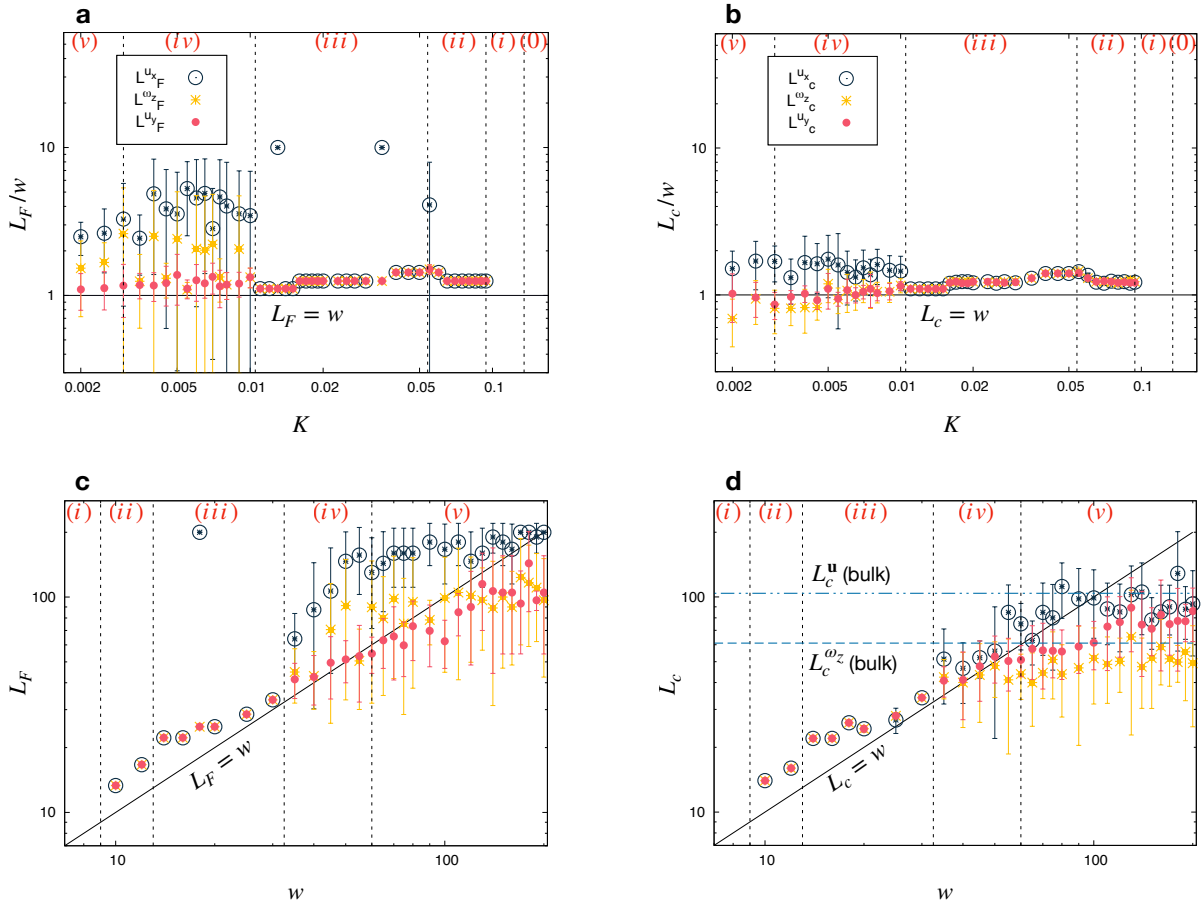 a
(v) (iv) (iii) (ii) (i) (0)
10
1
L_F/w
L^{u_x}_F
L^{ω_z}_F
L^{u_y}_F
L_F = w
0.002 0.005 0.01 0.02 0.05 0.1
K
b
(v) (iv) (iii) (ii) (i) (0)
10
1
L_c/w
L^{u_x}_c
L^{ω_z}_c
L^{u_y}_c
L_c = w
0.002 0.005 0.01 0.02 0.05 0.1
K
c
(i) (ii) (iii) (iv) (v)
100
10
L_F
L_F = w
10 100
w
d
(i) (ii) (iii) (iv) (v)
100
10
L_c
L_c^u (bulk)
L_c^{ω_z} (bulk)
L_c = w
10 100
w